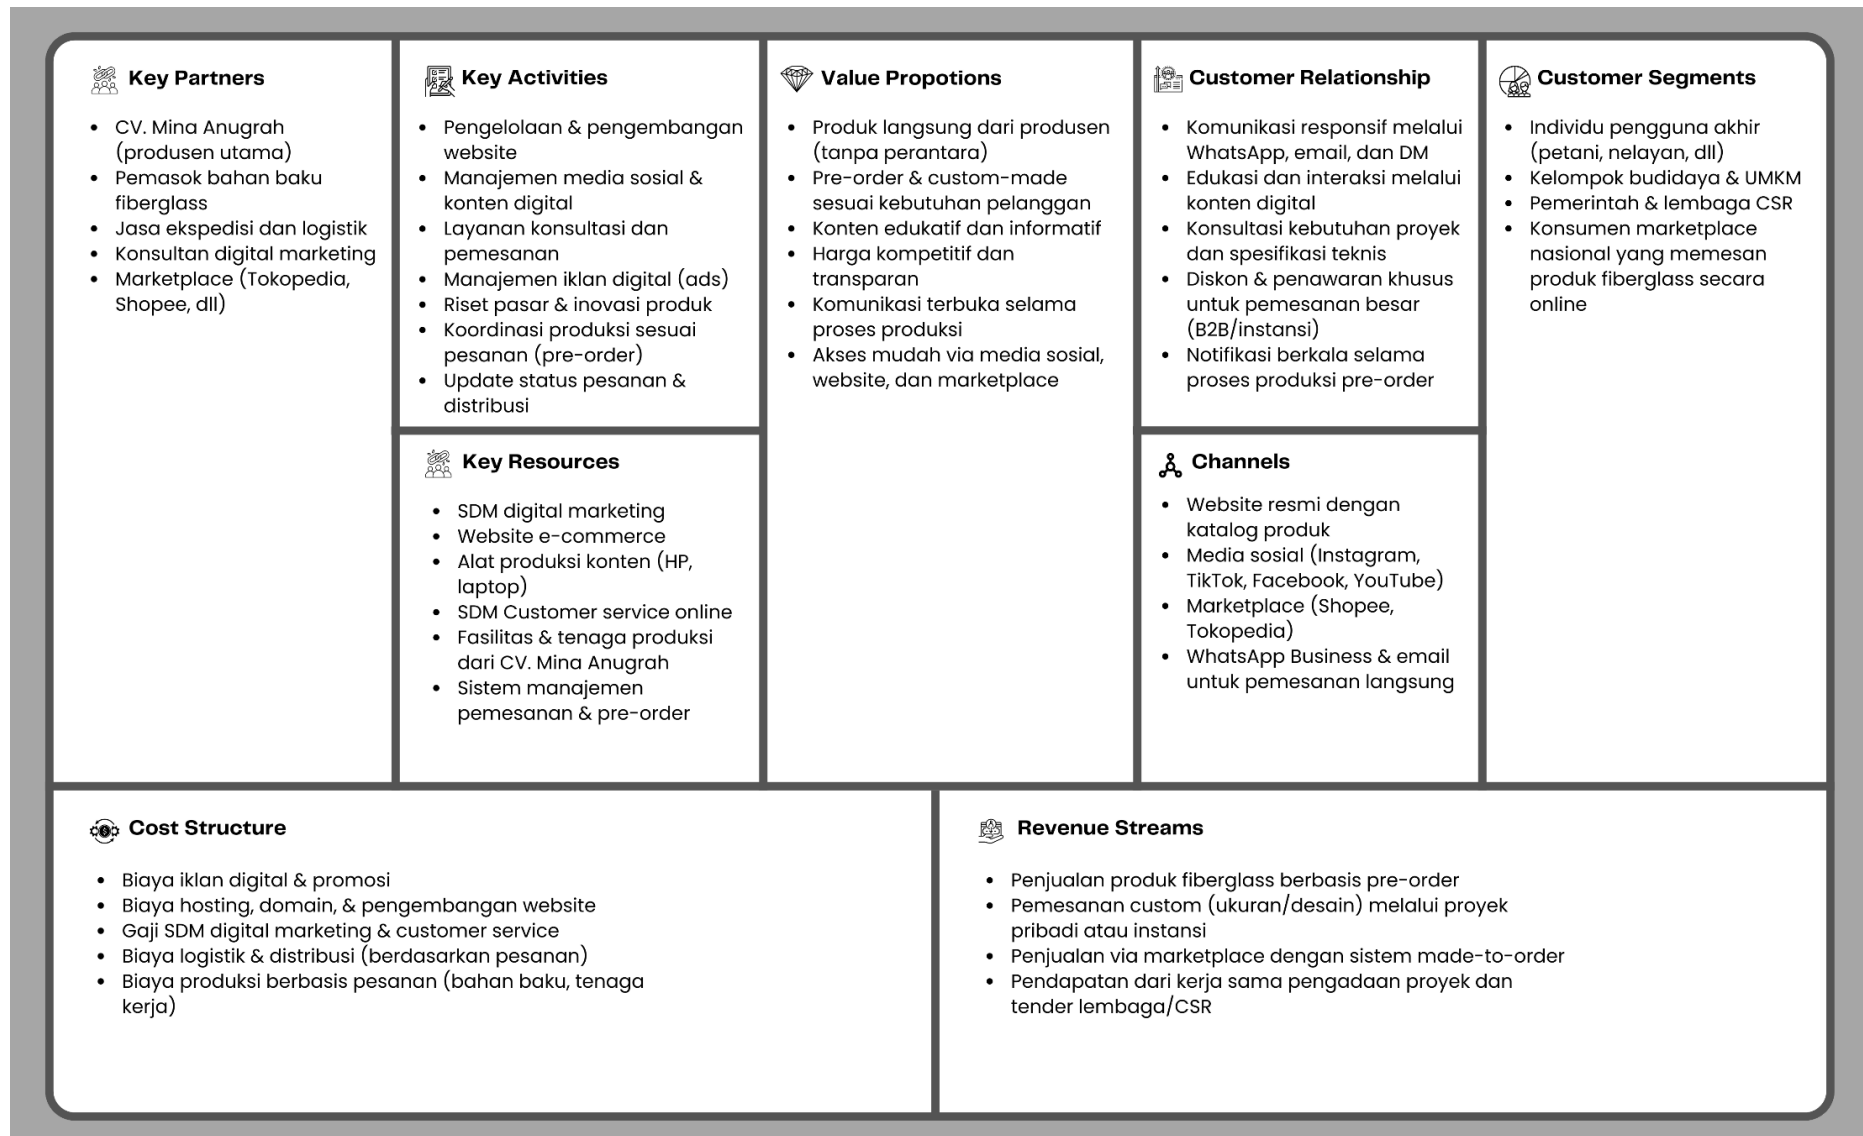 Key Partners
CV. Mina Anugrah
(produsen utama)
Pemasok bahan baku
fiberglass
Jasa ekspedisi dan logistik
Konsultan digital marketing
Marketplace (Tokopedia,
Shopee, dll)
Key Activities
Pengelolaan & pengembangan
website
Manajemen media sosial &
konten digital
Layanan konsultasi dan
pemesanan
Manajemen iklan digital (ads)
Riset pasar & inovasi produk
Koordinasi produksi sesuai
pesanan (pre-order)
Update status pesanan &
distribusi
Key Resources
SDM digital marketing
Website e-commerce
Alat produksi konten (HP,
laptop)
SDM Customer service online
Fasilitas & tenaga produksi
dari CV. Mina Anugrah
Sistem manajemen
pemesanan & pre-order
Value Propotions
Produk langsung dari produsen
(tanpa perantara)
Pre-order & custom-made
sesuai kebutuhan pelanggan
Konten edukatif dan informatif
Harga kompetitif dan
transparan
Komunikasi terbuka selama
proses produksi
Akses mudah via media sosial,
website, dan marketplace
Customer Relationship
Komunikasi responsif melalui
WhatsApp, email, dan DM
Edukasi dan interaksi melalui
konten digital
Konsultasi kebutuhan proyek
dan spesifikasi teknis
Diskon & penawaran khusus
untuk pemesanan besar
(B2B/instansi)
Notifikasi berkala selama
proses produksi pre-order
Channels
Website resmi dengan
katalog produk
Media sosial (Instagram,
TikTok, Facebook, YouTube)
Marketplace (Shopee,
Tokopedia)
WhatsApp Business & email
untuk pemesanan langsung
Customer Segments
Individu pengguna akhir
(petani, nelayan, dll)
Kelompok budidaya & UMKM
Pemerintah & lembaga CSR
Konsumen marketplace
nasional yang memesan
produk fiberglass secara
online
Cost Structure
Biaya iklan digital & promosi
Biaya hosting, domain, & pengembangan website
Gaji SDM digital marketing & customer service
Biaya logistik & distribusi (berdasarkan pesanan)
Biaya produksi berbasis pesanan (bahan baku, tenaga
kerja)
Revenue Streams
Penjualan produk fiberglass berbasis pre-order
Pemesanan custom (ukuran/desain) melalui proyek
pribadi atau instansi
Penjualan via marketplace dengan sistem made-to-order
Pendapatan dari kerja sama pengadaan proyek dan
tender lembaga/CSR